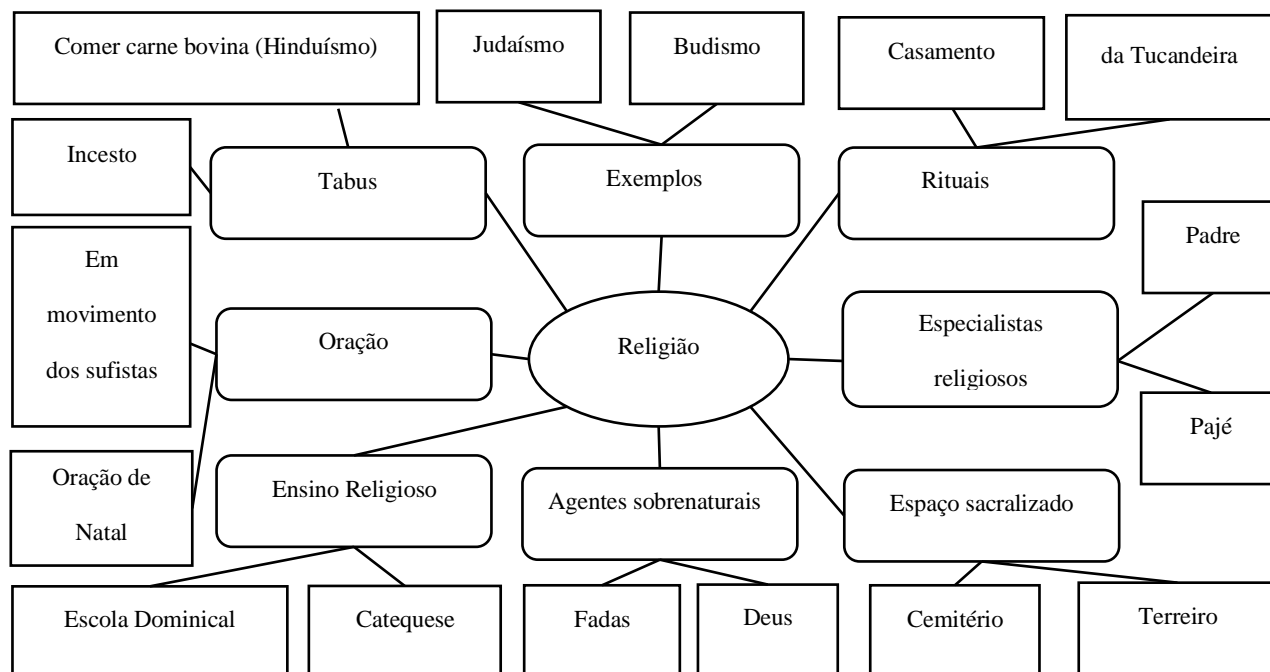 Comer carne bovina (Hinduísmo)
Judaísmo
Budismo
Casamento
da Tucandeira
Incesto
Tabus
Exemplos
Rituais
Padre
Em
movimento
dos sufistas
Oração
Religião
Especialistas
religiosos
Pajé
Oração de
Natal
Ensino Religioso
Agentes sobrenaturais
Espaço sacralizado
Escola Dominical
Catequese
Fadas
Deus
Cemitério
Terreiro